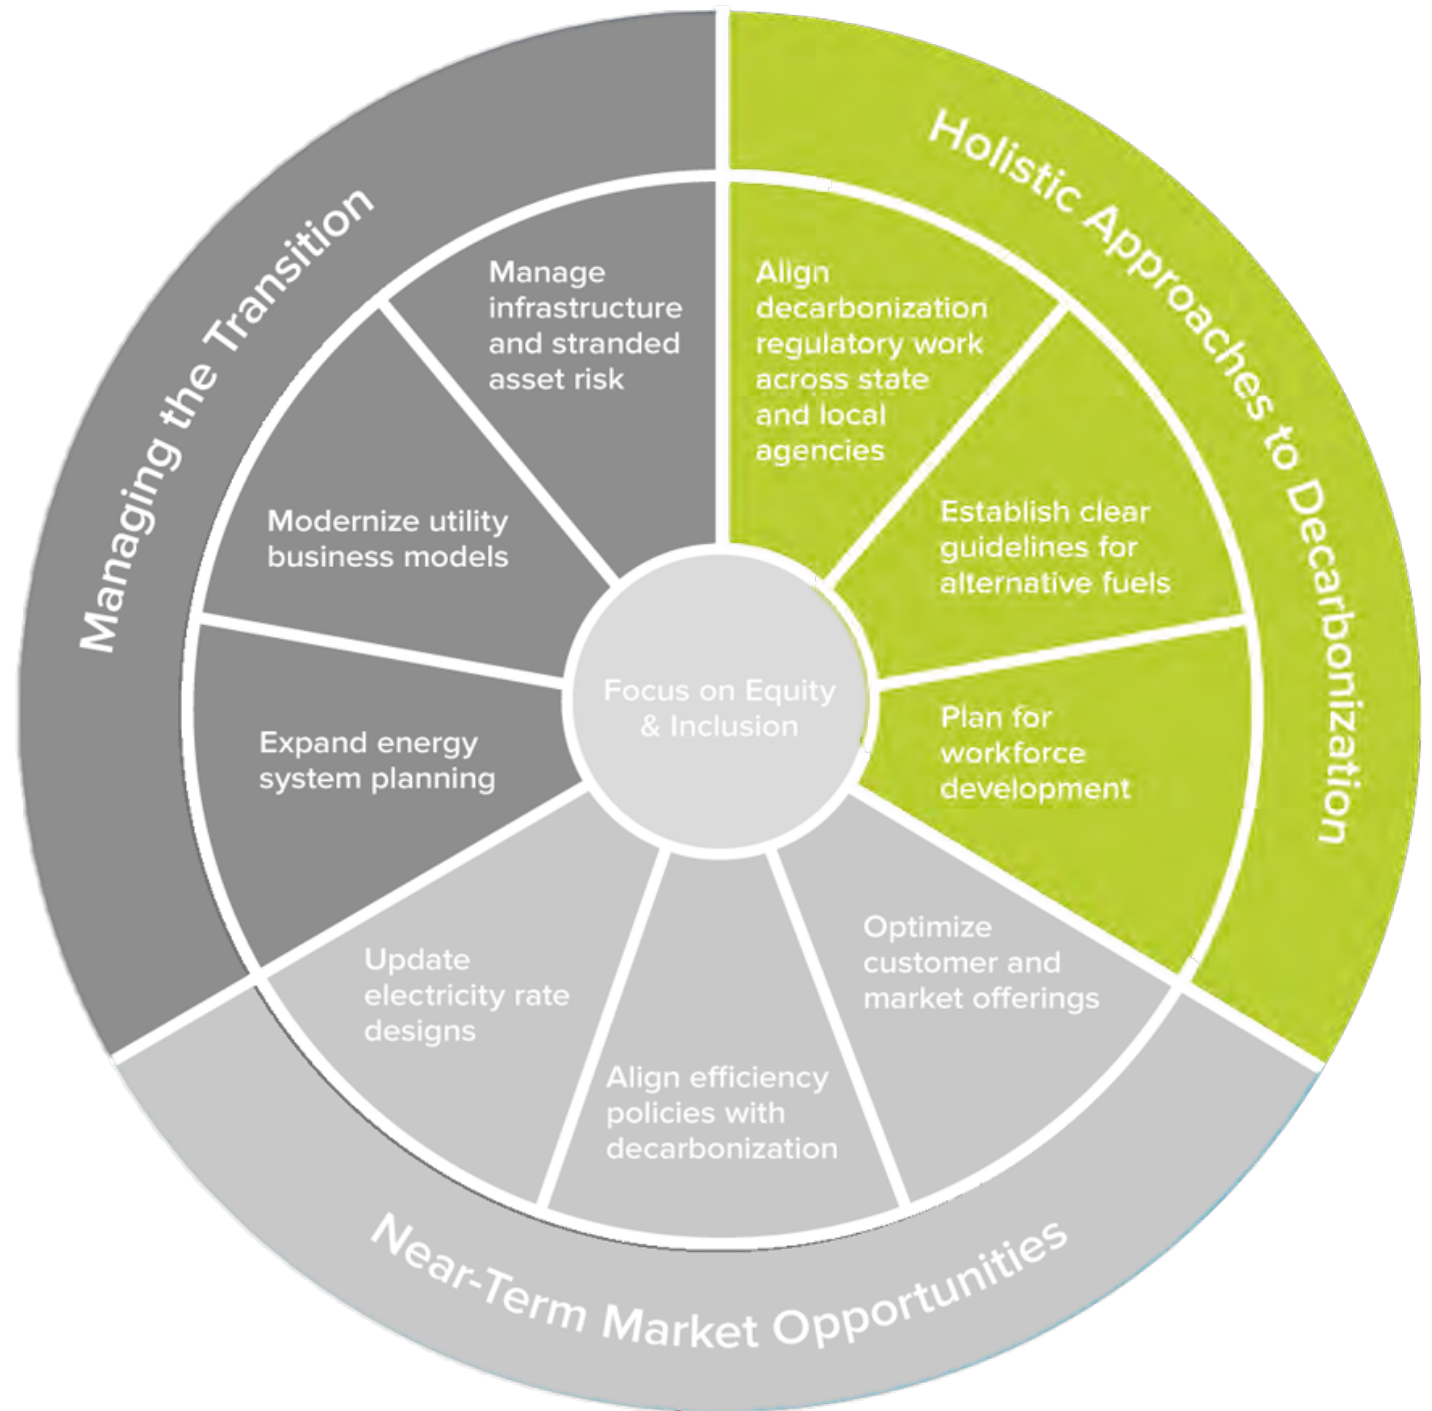 Holistic Approaches to Decarbonization
Align
decarbonization
regulatory work
across state
and local
agencies
Establish clear
guidelines for
alternative fuels
Plan for
workforce
development
Near-Term Market Opportunities
Optimize
customer and
market offerings
Align efficiency
policies with
decarbonization
Update
electricity rate
designs
Managing the Transition
Expand energy
system planning
Modernize utility
business models
Manage
infrastructure
and stranded
asset risk
Focus on Equity
& Inclusion